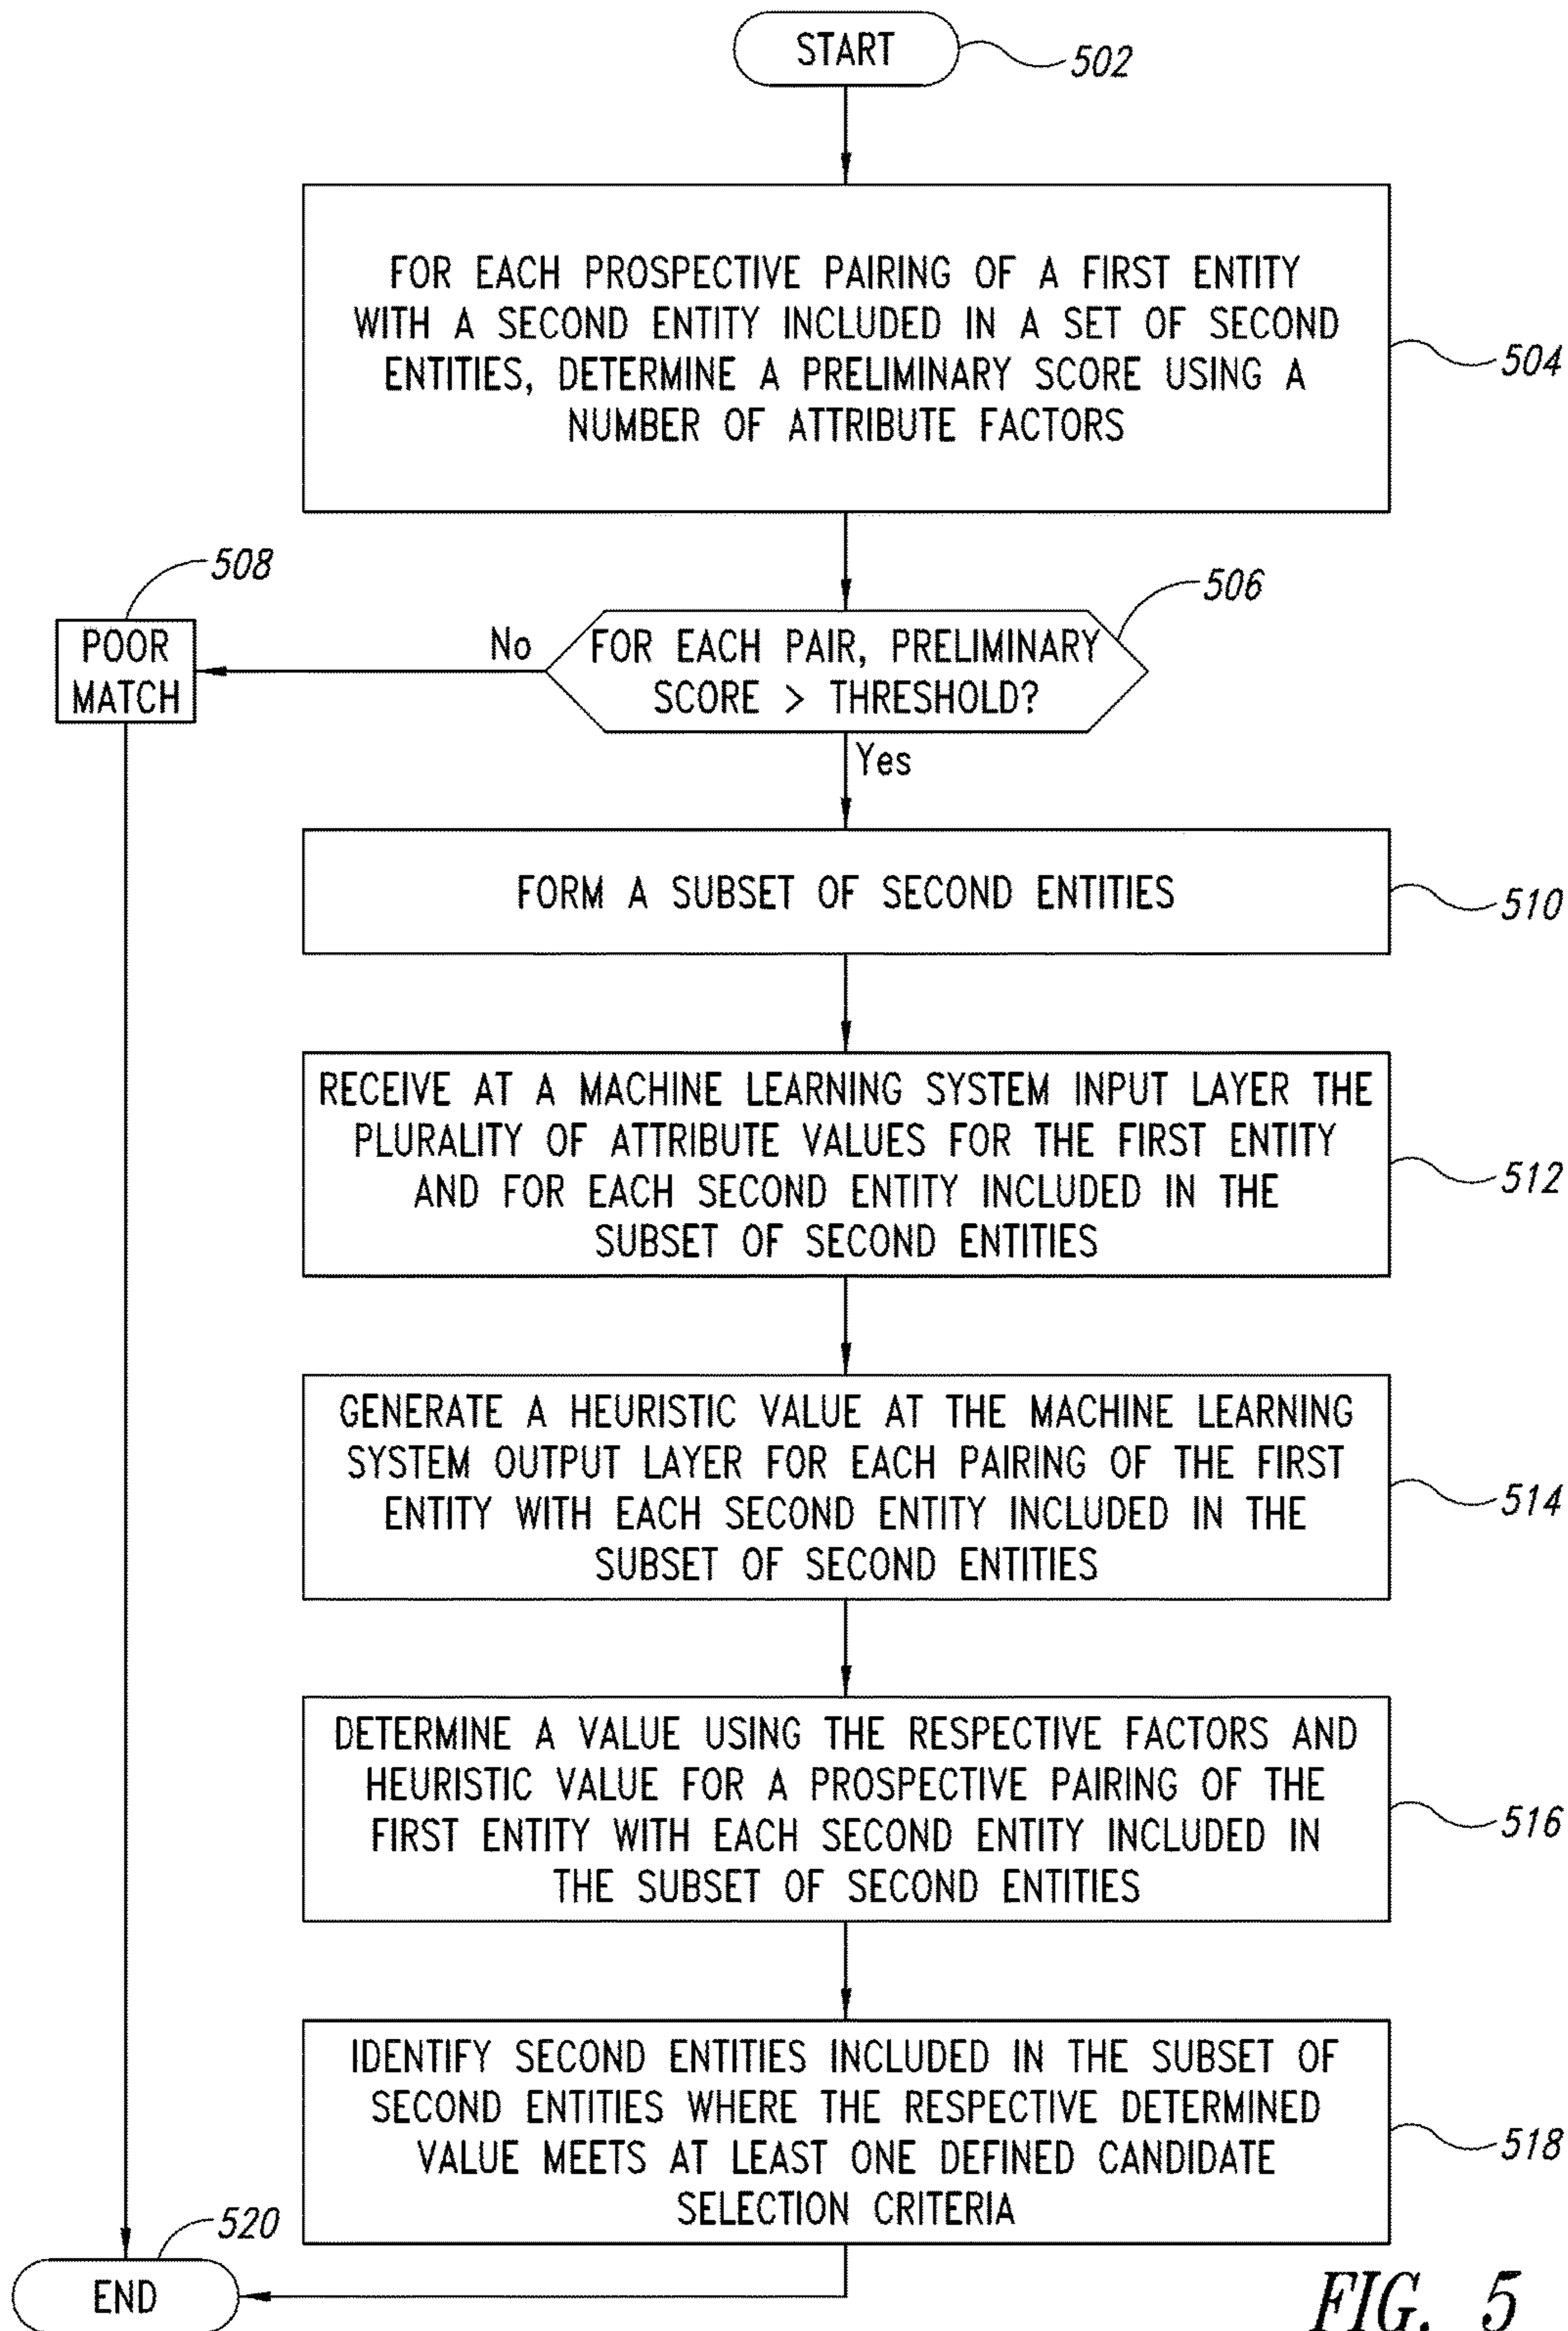 START
502
FOR EACH PROSPECTIVE PAIRING OF A FIRST ENTITY
WITH A SECOND ENTITY INCLUDED IN A SET OF SECOND
ENTITIES, DETERMINE A PRELIMINARY SCORE USING A
NUMBER OF ATTRIBUTE FACTORS
504
508
506
POOR
MATCH
No
FOR EACH PAIR, PRELIMINARY
SCORE > THRESHOLD?
Yes
FORM A SUBSET OF SECOND ENTITIES
510
RECEIVE AT A MACHINE LEARNING SYSTEM INPUT LAYER THE
PLURALITY OF ATTRIBUTE VALUES FOR THE FIRST ENTITY
AND FOR EACH SECOND ENTITY INCLUDED IN THE
SUBSET OF SECOND ENTITIES
512
GENERATE A HEURISTIC VALUE AT THE MACHINE LEARNING
SYSTEM OUTPUT LAYER FOR EACH PAIRING OF THE FIRST
ENTITY WITH EACH SECOND ENTITY INCLUDED IN THE
SUBSET OF SECOND ENTITIES
514
DETERMINE A VALUE USING THE RESPECTIVE FACTORS AND
HEURISTIC VALUE FOR A PROSPECTIVE PAIRING OF THE
FIRST ENTITY WITH EACH SECOND ENTITY INCLUDED IN
THE SUBSET OF SECOND ENTITIES
516
IDENTIFY SECOND ENTITIES INCLUDED IN THE SUBSET OF
SECOND ENTITIES WHERE THE RESPECTIVE DETERMINED
VALUE MEETS AT LEAST ONE DEFINED CANDIDATE
SELECTION CRITERIA
518
520
END
FIG. 5